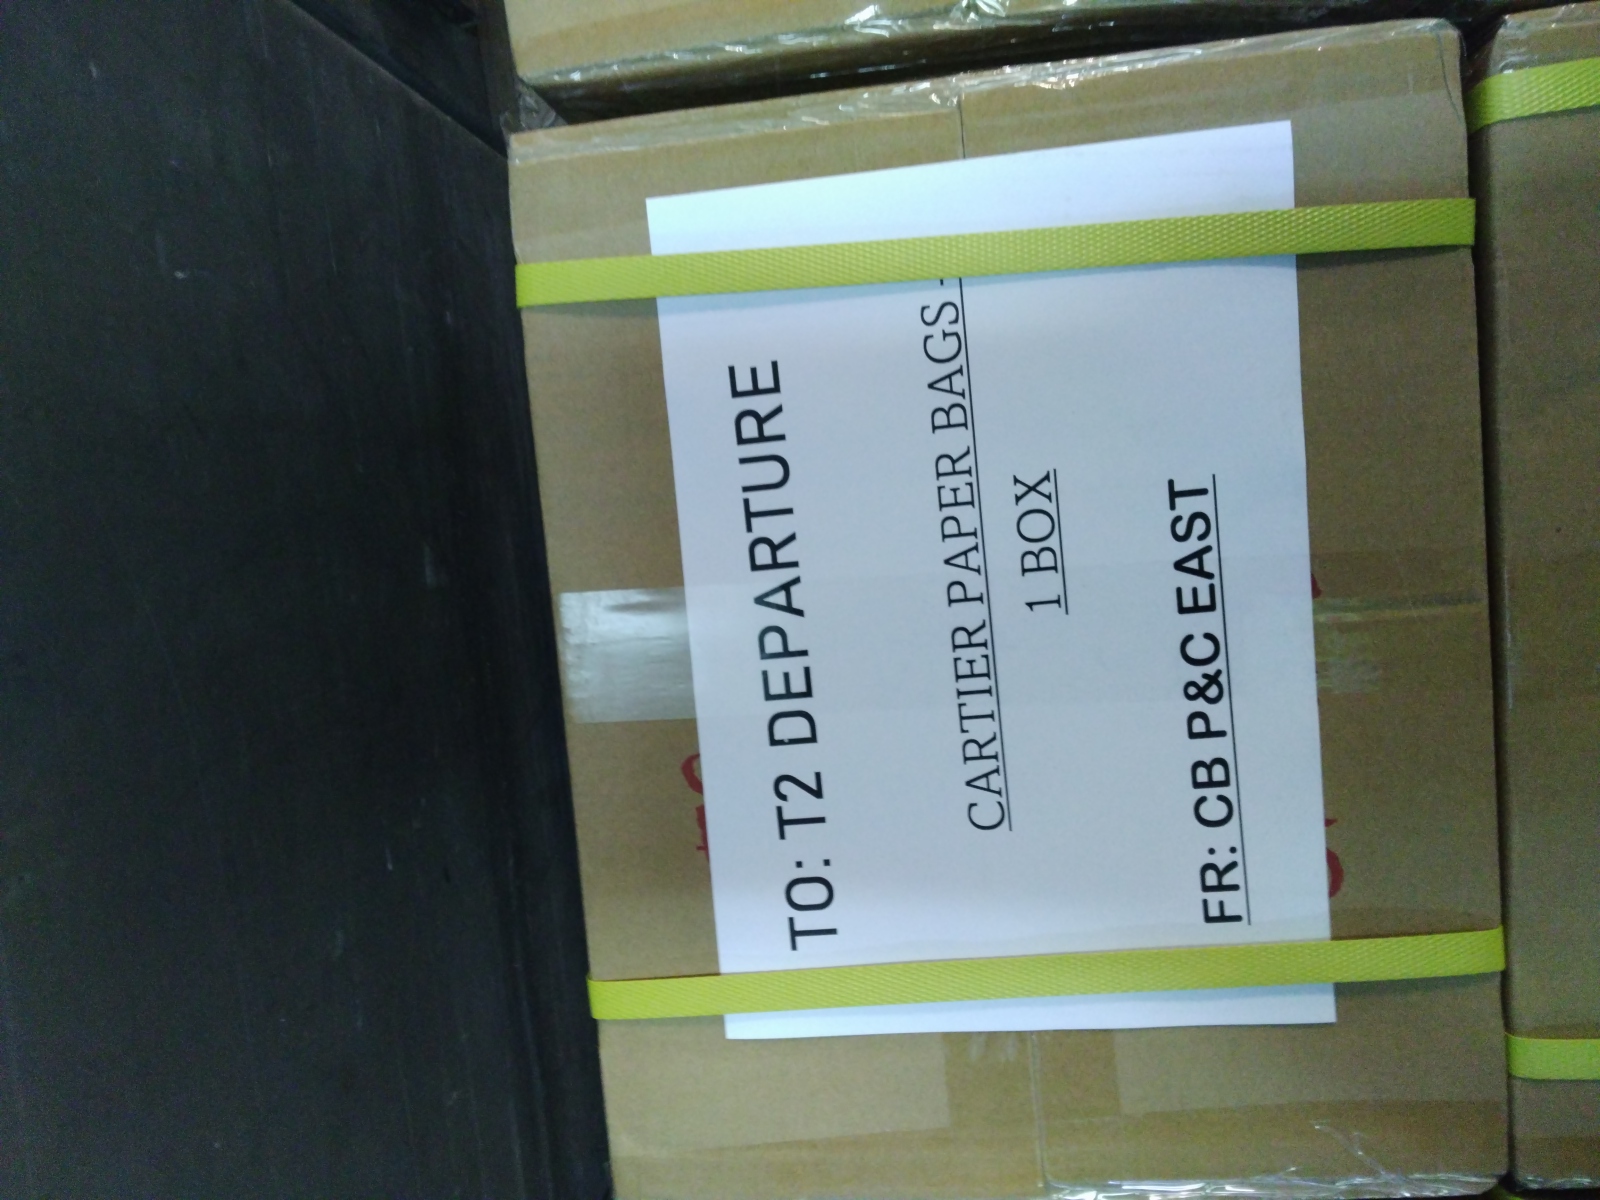 TO: T2 DEPARTURE
CARTIER PAPER BAGS -
1 BOX
FR: CB P&C EAST